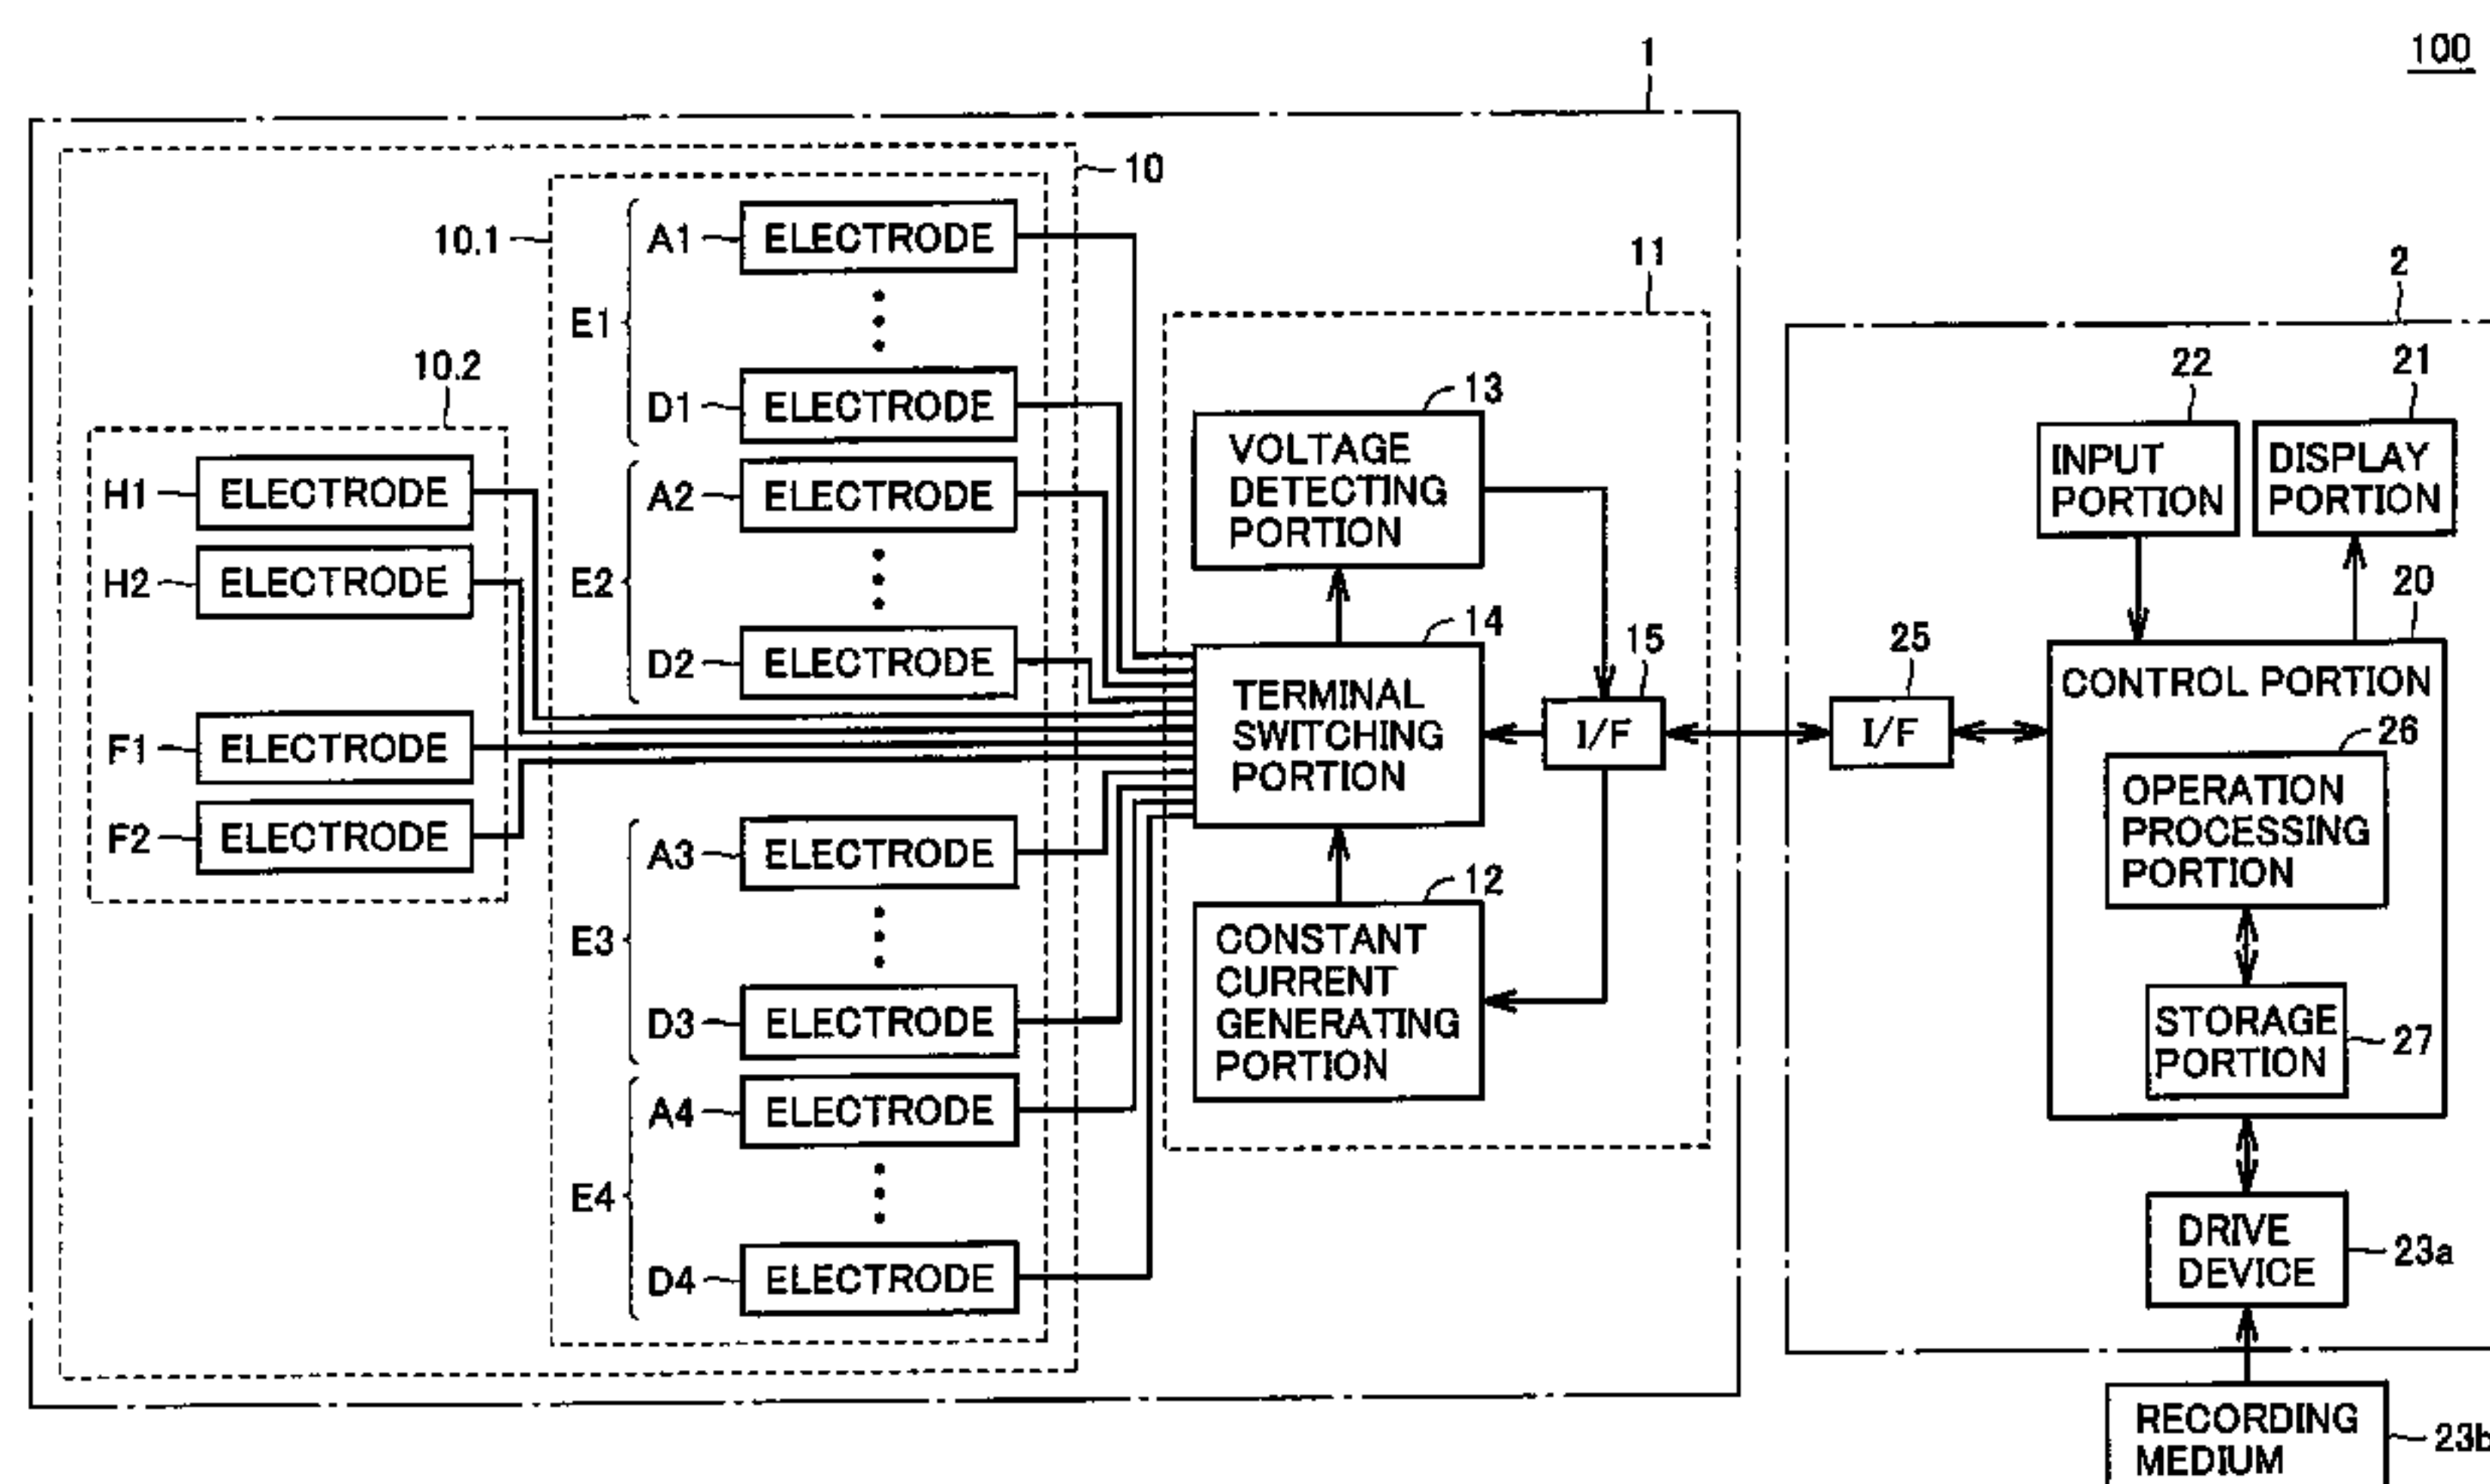 100
1
10
10.1
E1
A1
ELECTRODE
D1
ELECTRODE
E2
A2
ELECTRODE
D2
ELECTRODE
10.2
H1
ELECTRODE
H2
ELECTRODE
F1
ELECTRODE
F2
ELECTRODE
E3
A3
ELECTRODE
D3
ELECTRODE
E4
A4
ELECTRODE
D4
ELECTRODE
11
13
VOLTAGE
DETECTING
PORTION
14
TERMINAL
SWITCHING
PORTION
15
I/F
12
CONSTANT
CURRENT
GENERATING
PORTION
2
22
INPUT
PORTION
21
DISPLAY
PORTION
20
25
I/F
CONTROL PORTION
26
OPERATION
PROCESSING
PORTION
STORAGE
PORTION
27
DRIVE
DEVICE
23a
RECORDING
MEDIUM
23b